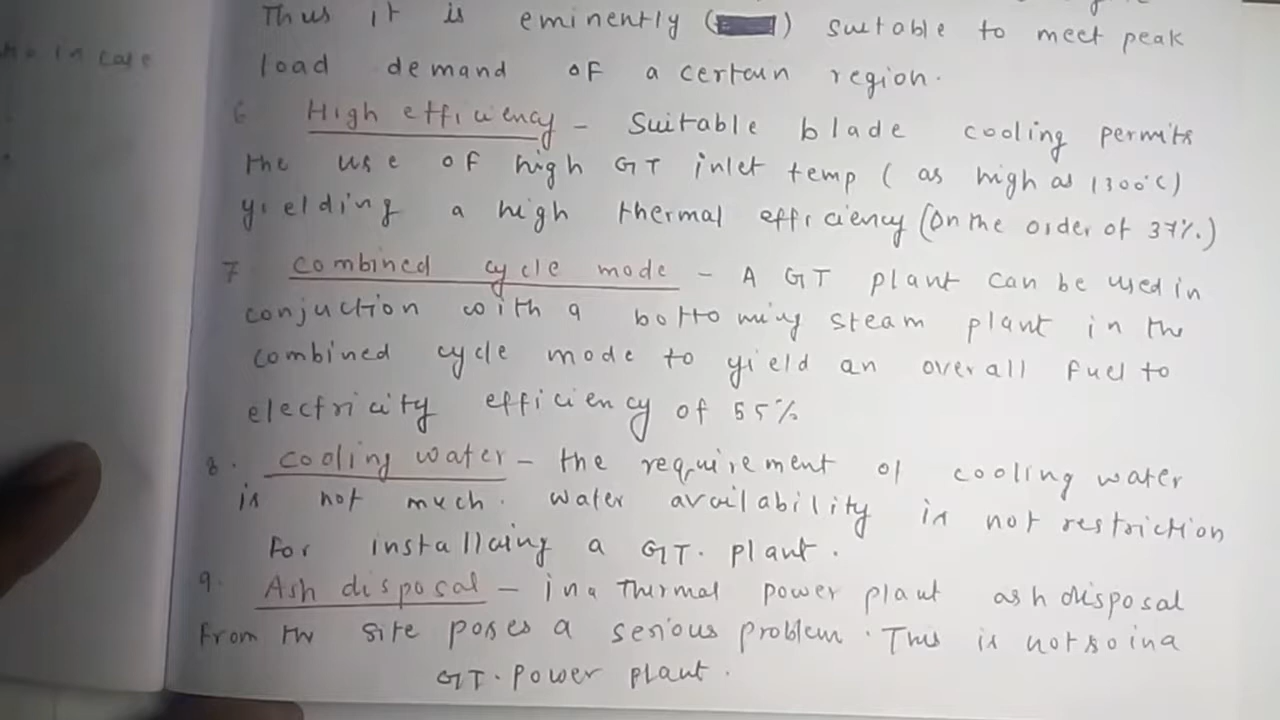 Thus it is eminently ( ) suitable to meet peak
load demand of a certain region.
6 High efficiency - Suitable blade cooling permits
the use of high GT inlet temp ( as high as 1300°C)
yielding a high thermal efficiency (On the order of 37%.)
7 combined cycle mode - A GT plant can be used in
conjuction with a bottoming steam plant in the
combined cycle mode to yield an overall fuel to
electricity efficiency of 55%
8. cooling water - the requirement of cooling water
is not much. water availability is not restriction
for installaing a GT. plant.
9. Ash disposal - in a thermal power plant ash disposal
From the site poses a serious problem. This is not so in a
GT. power plant.
in case